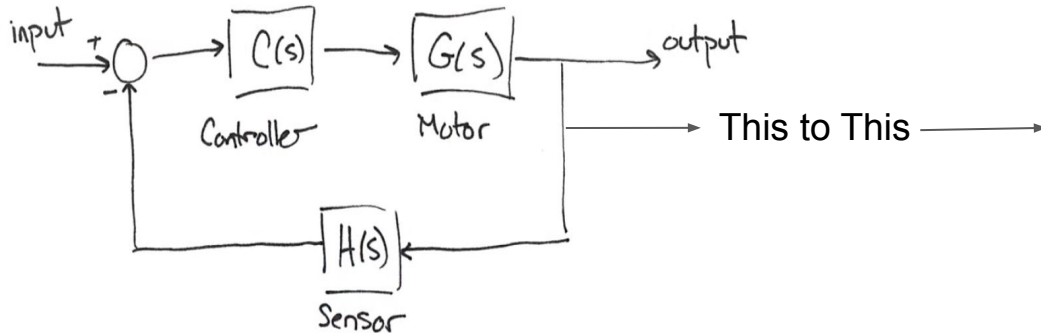 input
+
-
C(s)
Controller
G(s)
Motor
output
This to This
H(s)
Sensor